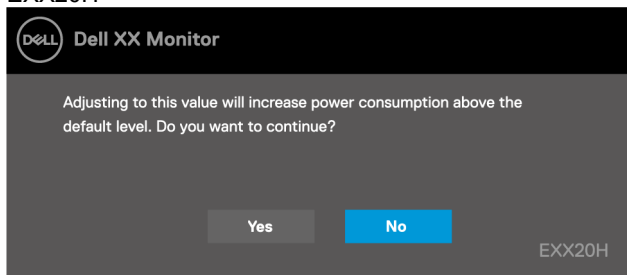 EXX20H
DELL Dell XX Monitor
Adjusting to this value will increase power consumption above the
default level. Do you want to continue?
Yes No
EXX20H